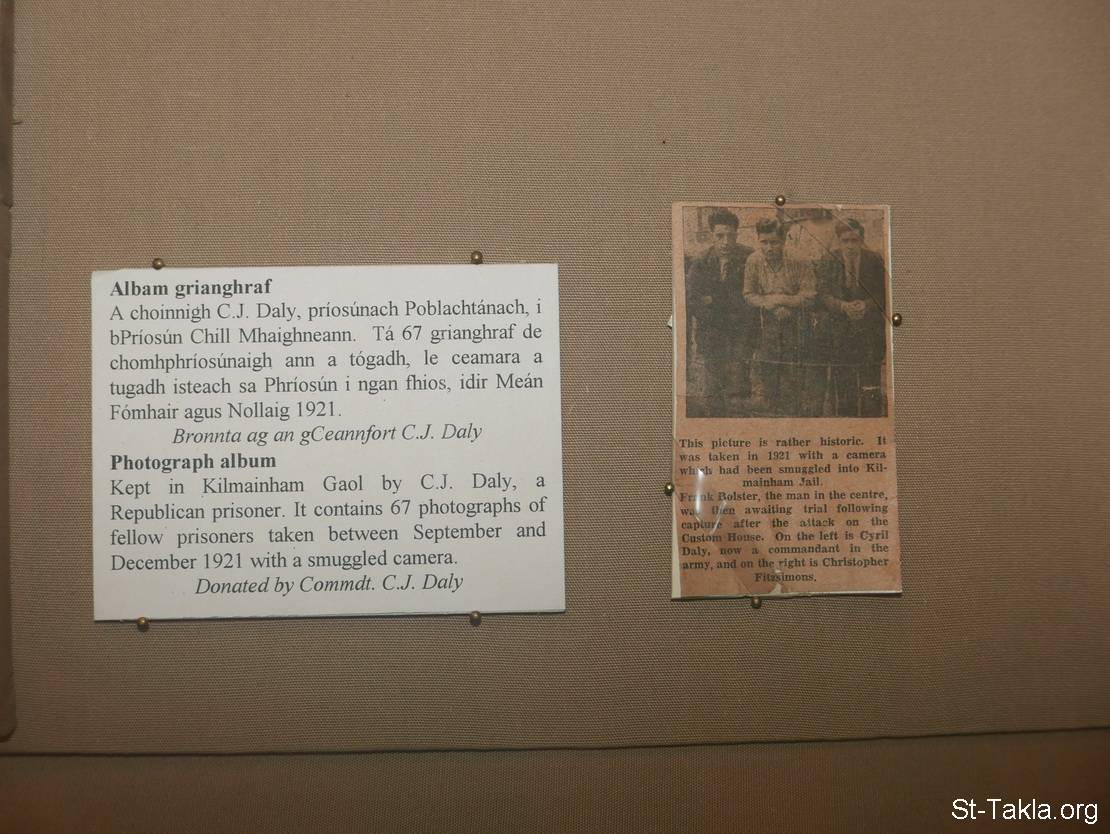 Albam grianghraf
A choinnigh C.J. Daly, príosúnach Poblachtánach, i
bPríosún Chill Mhaighneann. Tá 67 grianghraf de
chomhphríosúnaigh ann a tógadh, le ceamara a
tugadh isteach sa Phríosún i ngan fhios, idir Meán
Fómhair agus Nollaig 1921.
Bronnta ag an gCeannfort C.J. Daly
Photograph album
Kept in Kilmainham Gaol by C.J. Daly, a
Republican prisoner. It contains 67 photographs of
fellow prisoners taken between September and
December 1921 with a smuggled camera.
Donated by Commdt. C.J. Daly
This picture is rather historic. It
was taken in 1921 with a camera
which had been smuggled into Kil-
mainham Jail.
Frank Bolster, the man in the centre,
was then awaiting trial following
capture after the attack on the
Custom House. On the left is Cyril
Daly, now a commandant in the
army, and on the right is Christopher
Fitzsimons.
St-Takla.org